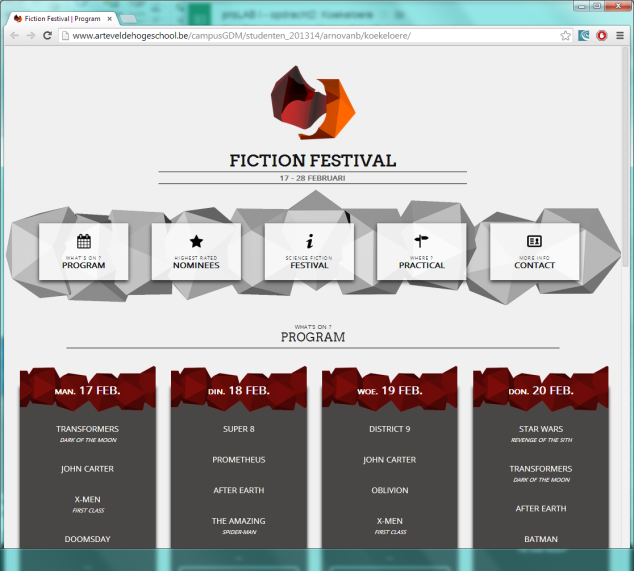 Fiction Festival | Program
www.arteveldehogeschool.be/campusGDM/studenten_201314/arnovanb/koekeloere/
FICTION FESTIVAL
17 - 28 FEBRUARI
WHAT'S ON ?
PROGRAM
HIGHEST RATED
NOMINEES
SCIENCE FICTION
FESTIVAL
WHERE ?
PRACTICAL
MORE INFO
CONTACT
WHAT'S ON ?
PROGRAM
MAN. 17 FEB.
TRANSFORMERS
DARK OF THE MOON
JOHN CARTER
X-MEN
FIRST CLASS
DOOMSDAY
DIN. 18 FEB.
SUPER 8
PROMETHEUS
AFTER EARTH
THE AMAZING
SPIDER-MAN
WOE. 19 FEB.
DISTRICT 9
JOHN CARTER
OBLIVION
X-MEN
FIRST CLASS
DON. 20 FEB.
STAR WARS
REVENGE OF THE SITH
TRANSFORMERS
DARK OF THE MOON
AFTER EARTH
BATMAN